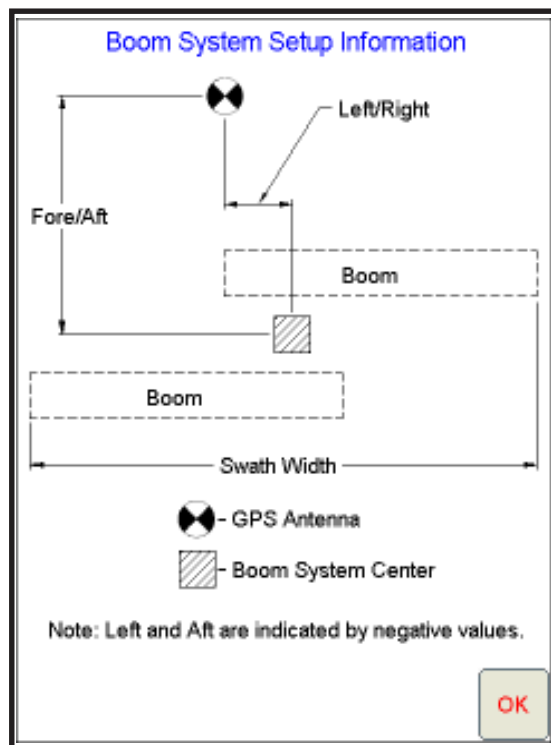 Boom System Setup Information
Left/Right
Fore/Aft
Boom
Boom
Swath Width
- GPS Antenna
- Boom System Center
Note: Left and Aft are indicated by negative values.
OK